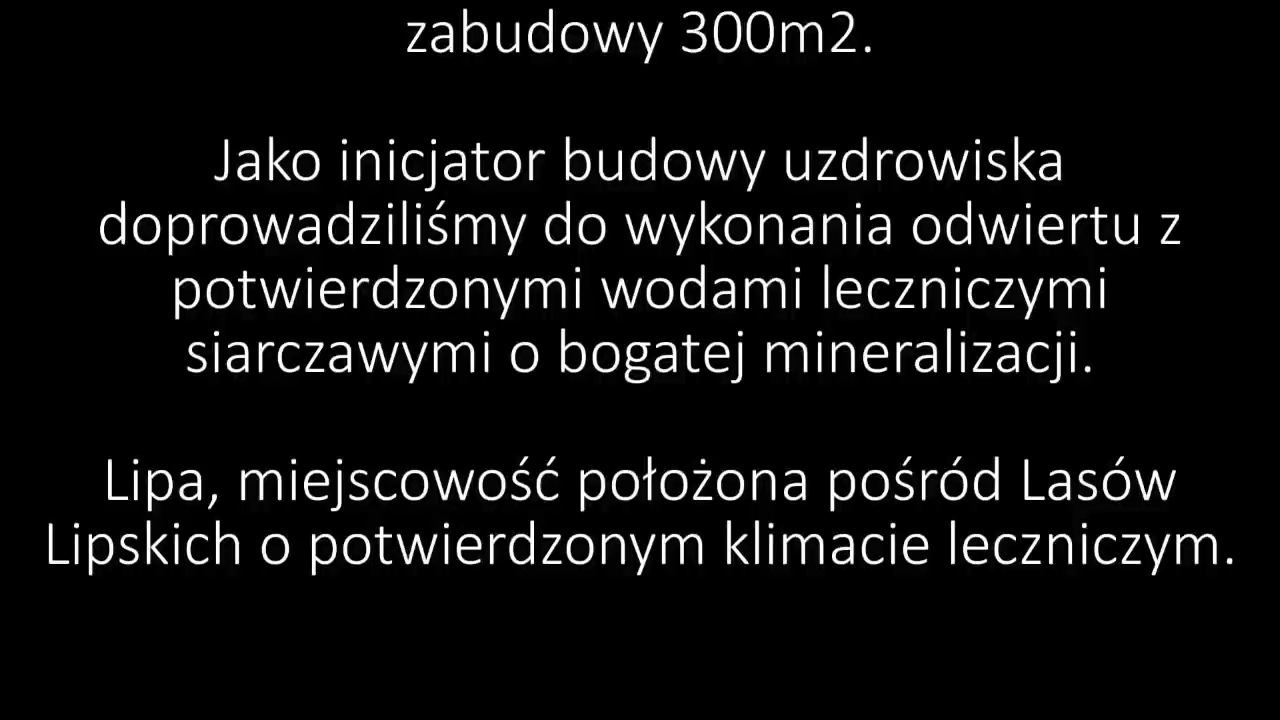 zabudowy 300m2.
Jako inicjator budowy uzdrowiska
doprowadziliśmy do wykonania odwiertu z
potwierdzonymi wodami leczniczymi
siarczawymi o bogatej mineralizacji.
Lipa, miejscowość położona pośród Lasów
Lipskich o potwierdzonym klimacie leczniczym.